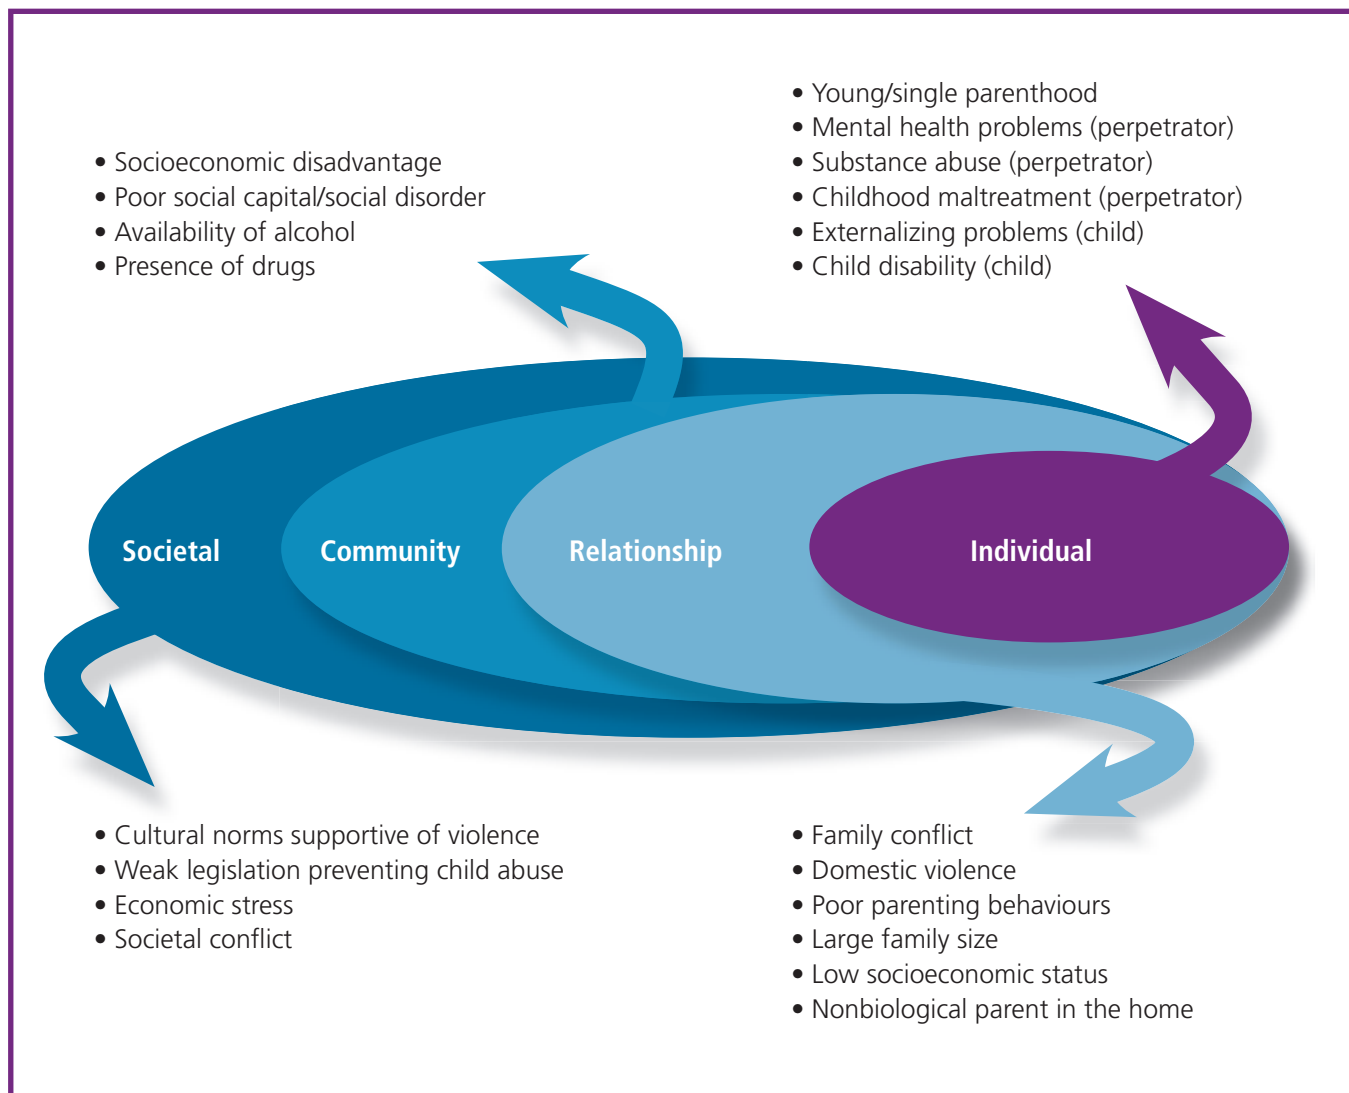 • Socioeconomic disadvantage
• Poor social capital/social disorder
• Availability of alcohol
• Presence of drugs
• Young/single parenthood
• Mental health problems (perpetrator)
• Substance abuse (perpetrator)
• Childhood maltreatment (perpetrator)
• Externalizing problems (child)
• Child disability (child)
Societal
Community
Relationship
Individual
• Cultural norms supportive of violence
• Weak legislation preventing child abuse
• Economic stress
• Societal conflict
• Family conflict
• Domestic violence
• Poor parenting behaviours
• Large family size
• Low socioeconomic status
• Nonbiological parent in the home